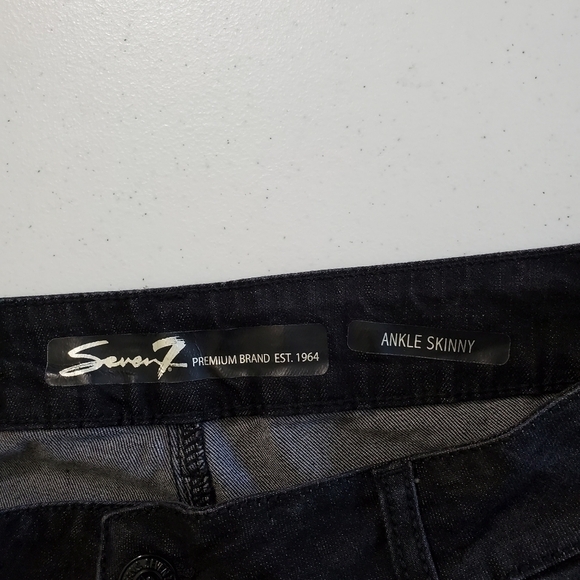 Seven7 PREMIUM BRAND EST. 1964
ANKLE SKINNY